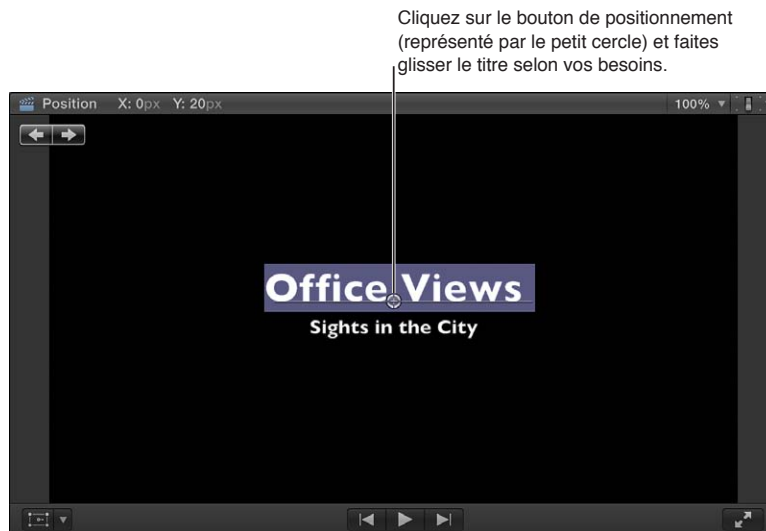 Cliquez sur le bouton de positionnement
(représenté par le petit cercle) et faites
glisser le titre selon vos besoins.
Position X: 0px Y: 20px 100%
Office Views
Sights in the City